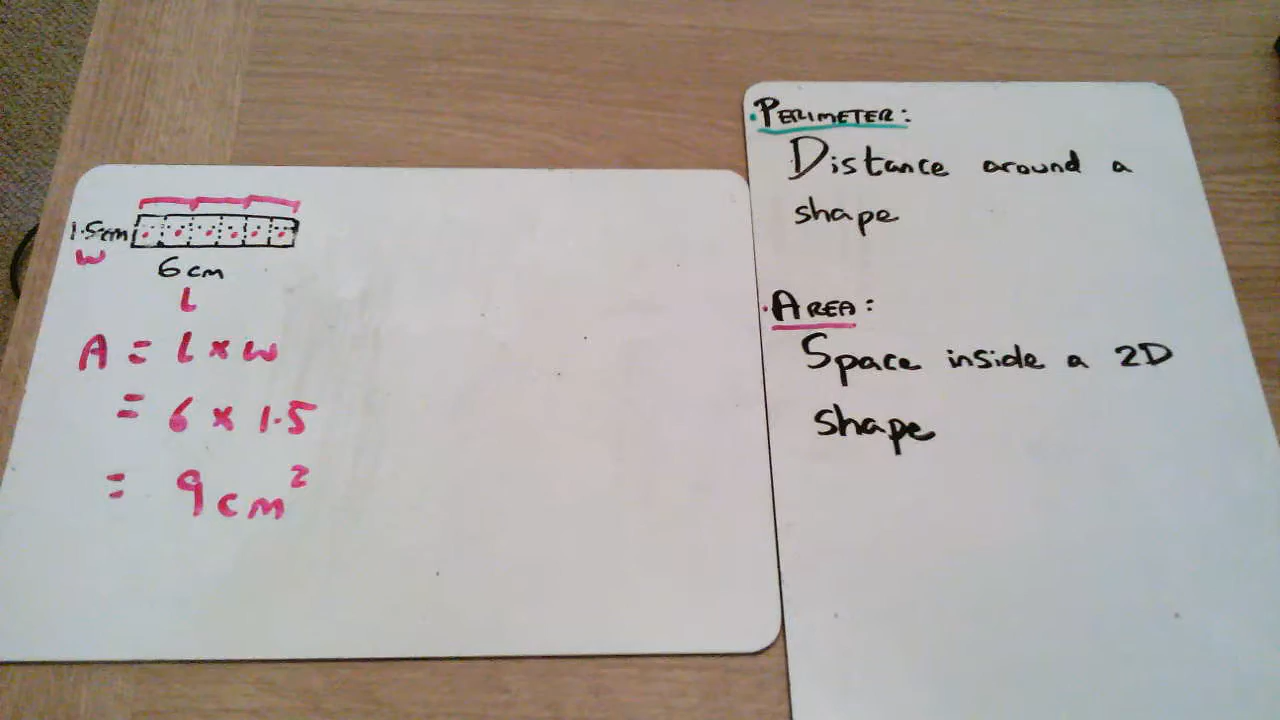 1.5cm
W
6cm
L
A = L × W
= 6 × 1.5
= 9cm²
· PERIMETER:
Distance around a
shape
· AREA:
Space inside a 2D
shape